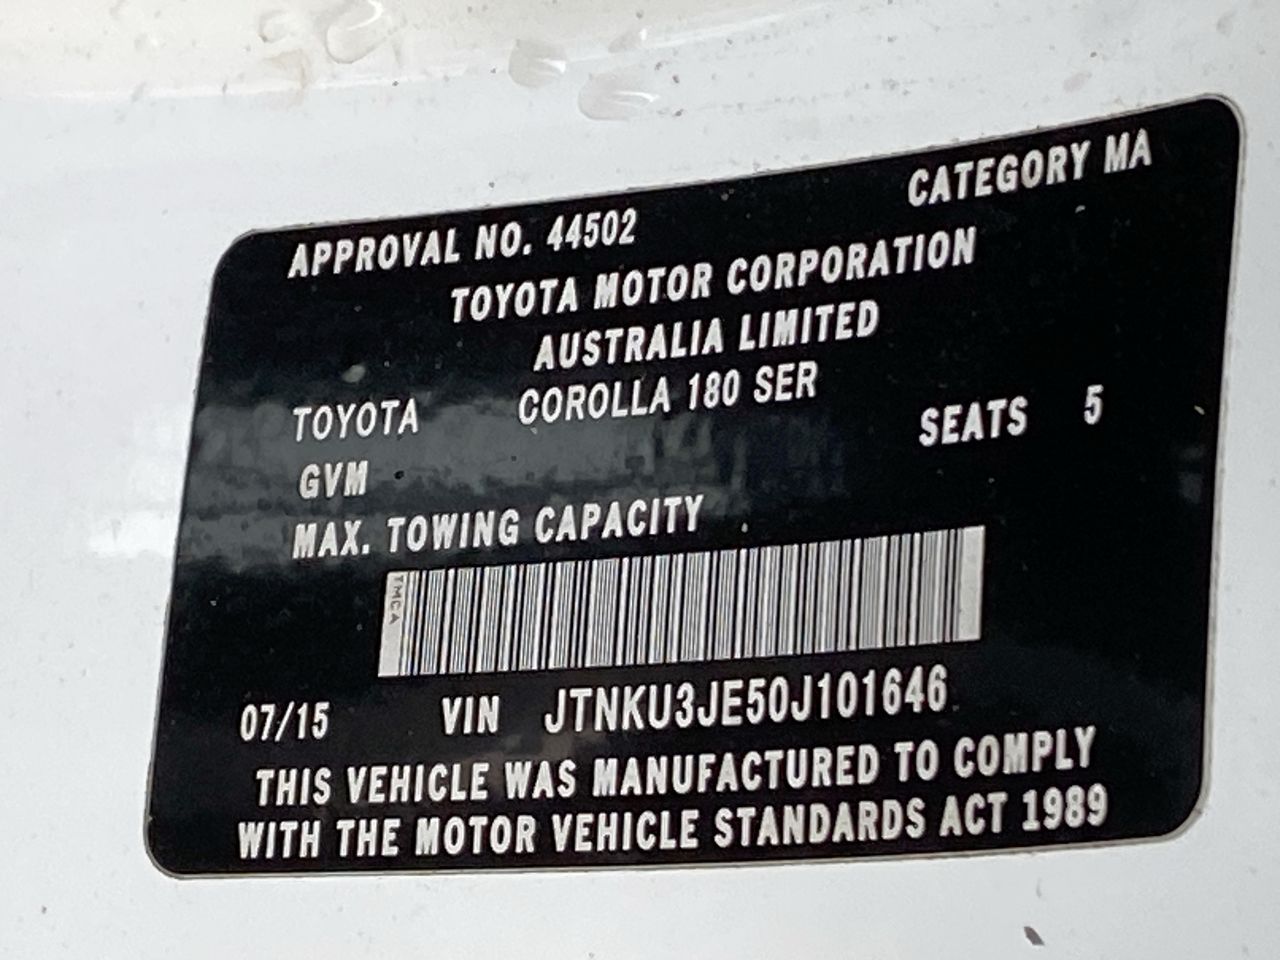 APPROVAL NO. 44502 CATEGORY MA
TOYOTA MOTOR CORPORATION
AUSTRALIA LIMITED
TOYOTA COROLLA 180 SER
GVM SEATS 5
MAX. TOWING CAPACITY
TMCA
07/15 VIN JTNKU3JE50J101646
THIS VEHICLE WAS MANUFACTURED TO COMPLY
WITH THE MOTOR VEHICLE STANDARDS ACT 1989